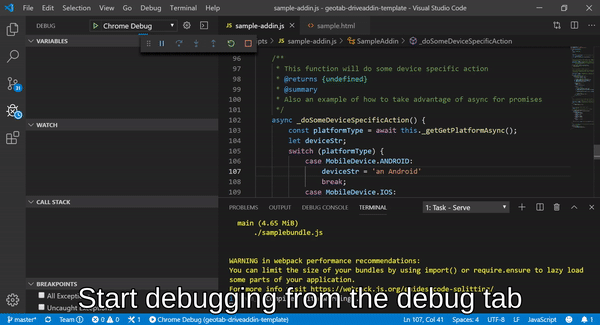 File Edit Selection View Go Debug Terminal ... sample-addin.js - geotab-driveaddin-template - Visual Studio Code
DEBUG Chrome Debug
sample-addin.js sample.html
VARIABLES
pts sample-addin.js SampleAddin _doSomeDeviceSpecificAction
96 /**
97 * This function will do some device specific action
98 * @returns {undefined}
99 * @summary
100 * Also an example of how to take advantage of async for promises
101 */
102 async _doSomeDeviceSpecificAction() {
103 const platformType = await this._getGetPlatformAsync();
104 let deviceStr;
105 switch (platformType) {
106 case MobileDevice.ANDROID:
107 deviceStr = 'an Android'
108 break;
109 case MobileDevice.IOS:
WATCH
CALL STACK
BREAKPOINTS
All Exceptions
Uncaught Exceptions
PROBLEMS OUTPUT DEBUG CONSOLE TERMINAL 1: Task - Serve
main (4.65 MiB)
./samplebundle.js
WARNING in webpack performance recommendations:
You can limit the size of your bundles by using import() or require.ensure to lazy load
some parts of your application.
For more info visit https://webpack.js.org/guides/code-splitting/
Start debugging from the debug tab
master* Team 0 0 1 Chrome Debug (geotab-driveaddin-template) Ln 107, Col 41 Spaces: 4 UTF-8 LF JavaScript